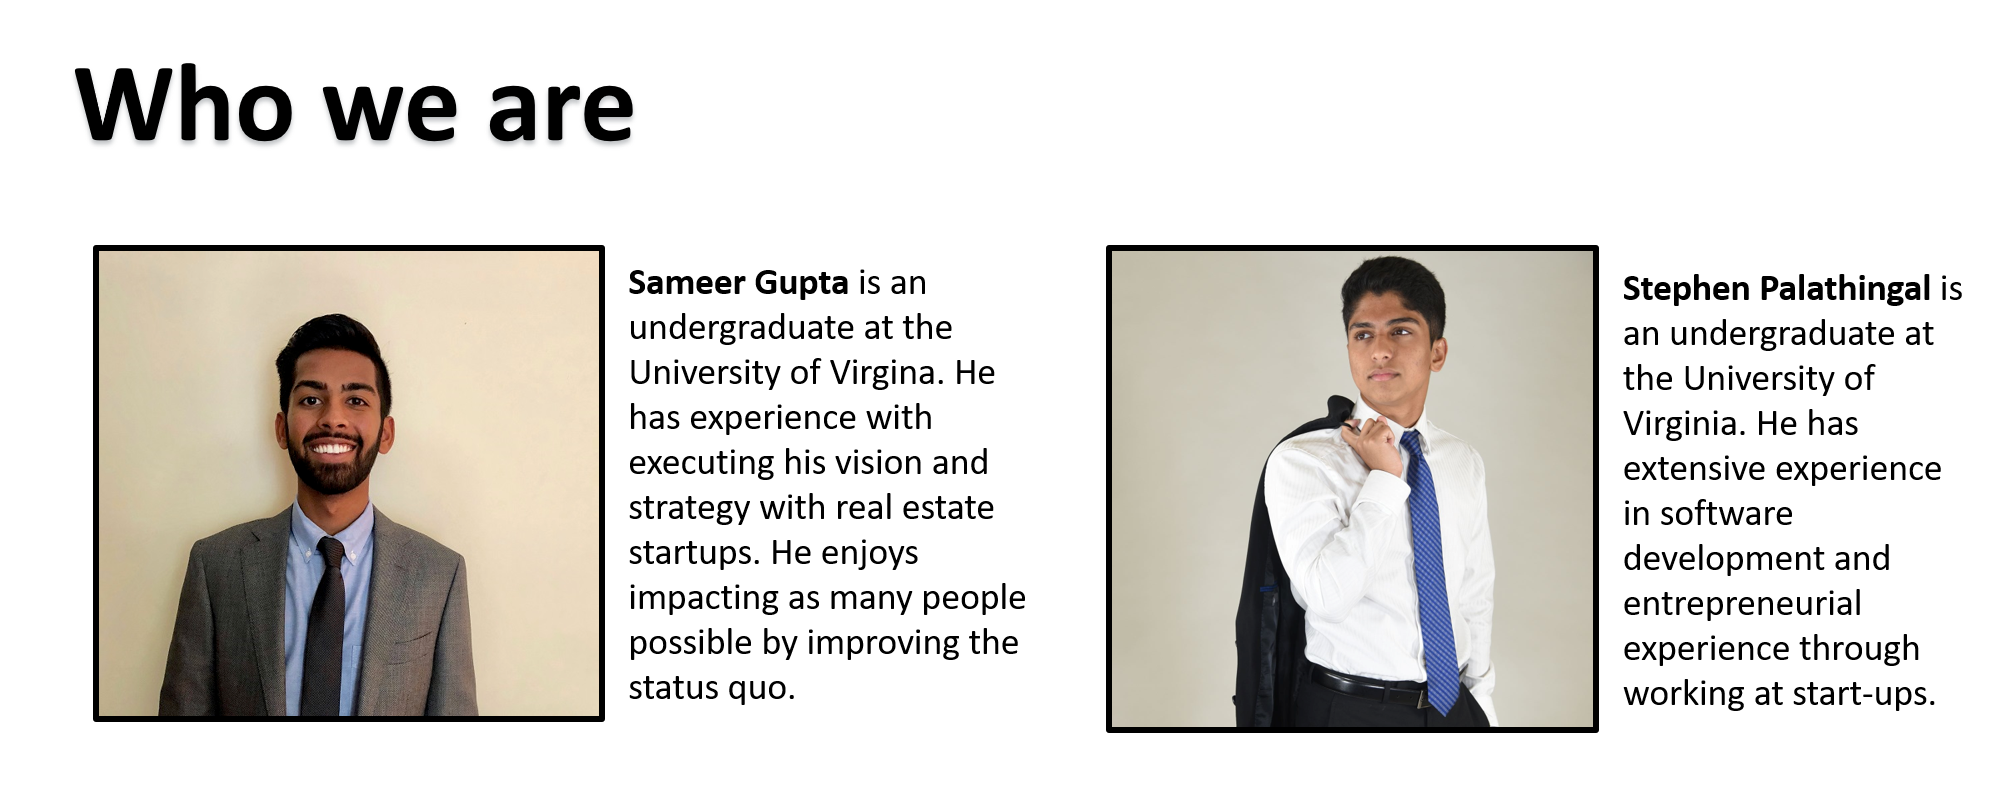 Who we are
Sameer Gupta is an
undergraduate at the
University of Virgina. He
has experience with
executing his vision and
strategy with real estate
startups. He enjoys
impacting as many people
possible by improving the
status quo.
Stephen Palathingal is
an undergraduate at
the University of
Virginia. He has
extensive experience
in software
development and
entrepreneurial
experience through
working at start-ups.